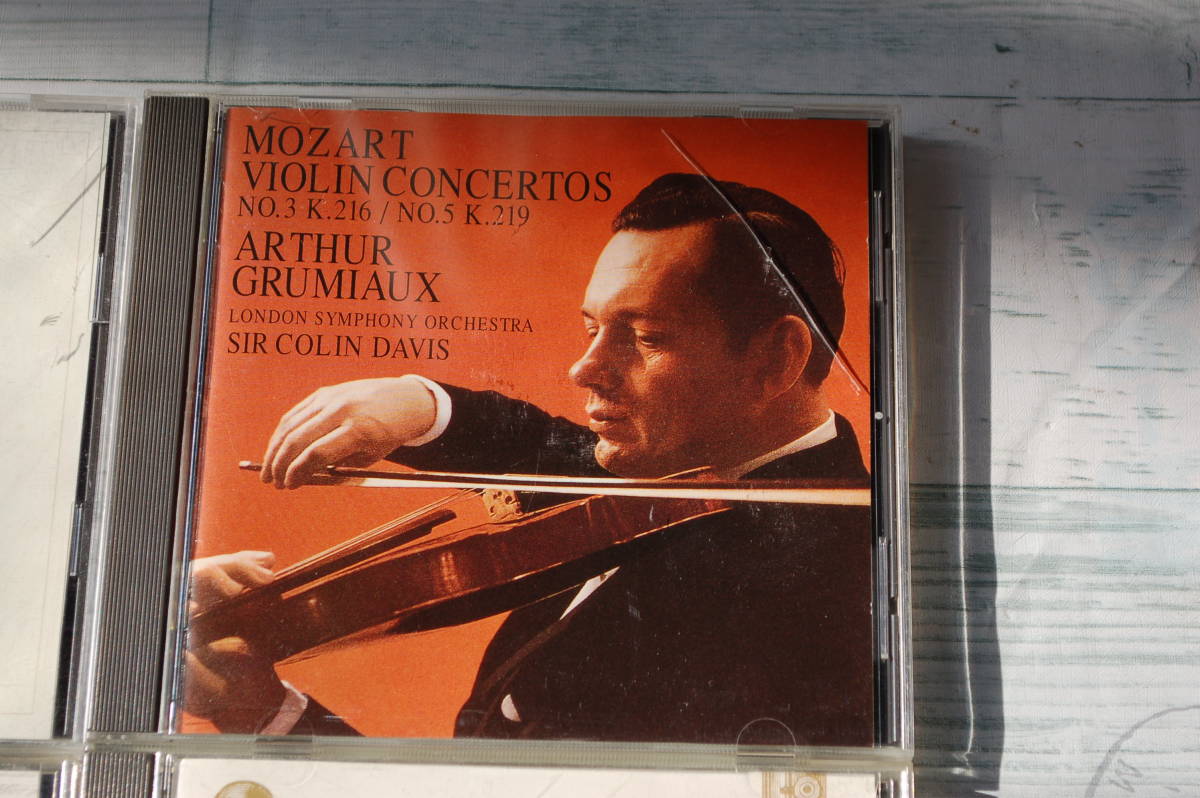 MOZART
VIOLIN CONCERTOS
NO.3 K.216 / NO.5 K.219
ARTHUR
GRUMIAUX
LONDON SYMPHONY ORCHESTRA
SIR COLIN DAVIS